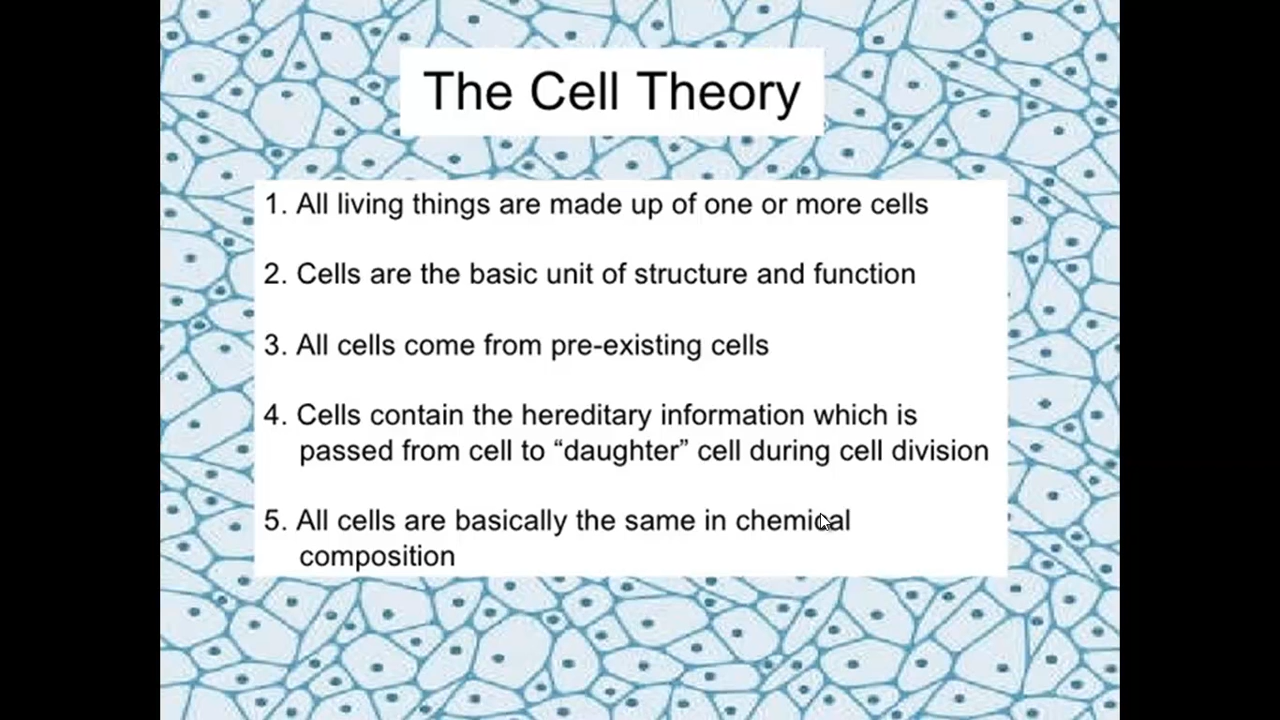 The Cell Theory
1. All living things are made up of one or more cells
2. Cells are the basic unit of structure and function
3. All cells come from pre-existing cells
4. Cells contain the hereditary information which is
passed from cell to “daughter” cell during cell division
5. All cells are basically the same in chemical
composition